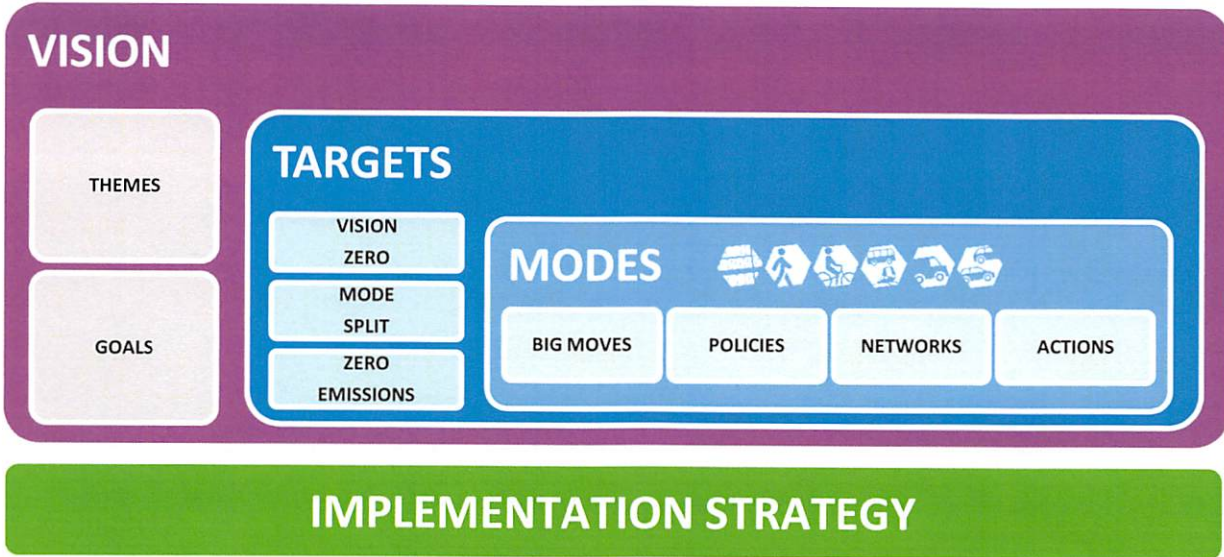 VISION
THEMES
GOALS
TARGETS
VISION
ZERO
MODE
SPLIT
ZERO
EMISSIONS
MODES
BIG MOVES
POLICIES
NETWORKS
ACTIONS
IMPLEMENTATION STRATEGY